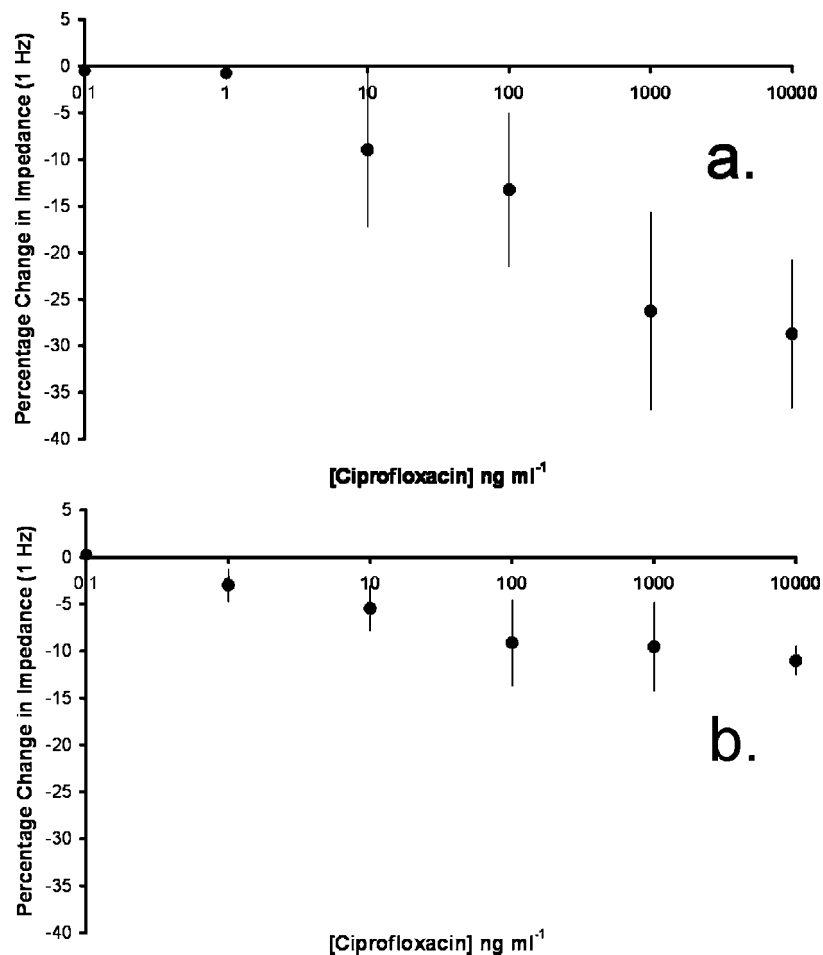 5
0
-5
-10
-15
-20
-25
-30
-35
-40
0.1 1 10 100 1000 10000
Percentage Change in Impedance (1 Hz)
a.
[Ciprofloxacin] ng ml⁻¹
5
0
-5
-10
-15
-20
-25
-30
-35
-40
0.1 1 10 100 1000 10000
Percentage Change in Impedance (1 Hz)
b.
[Ciprofloxacin] ng ml⁻¹